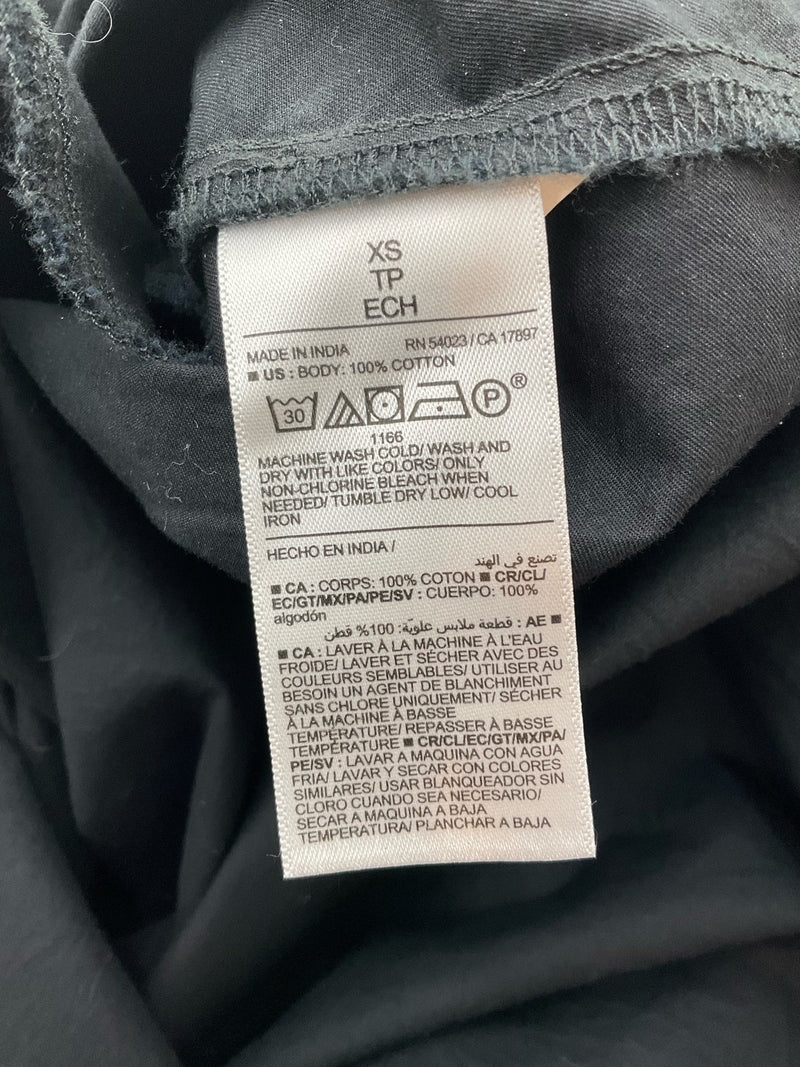 XS
TP
ECH
MADE IN INDIA RN 54023 / CA 17897
■ US : BODY: 100% COTTON
30 P ®
1166
MACHINE WASH COLD/ WASH AND
DRY WITH LIKE COLORS/ ONLY
NON-CHLORINE BLEACH WHEN
NEEDED/ TUMBLE DRY LOW/ COOL
IRON
HECHO EN INDIA /
تصنع في الهند
■ CA : CORPS: 100% COTON ■ CR/CL/
EC/GT/MX/PA/PE/SV : CUERPO: 100%
algodón
■ AE : قطعة ملابس علويّة: 100% قطن
■ CA : LAVER À LA MACHINE À L'EAU
FROIDE/ LAVER ET SÉCHER AVEC DES
COULEURS SEMBLABLES/ UTILISER AU
BESOIN UN AGENT DE BLANCHIMENT
SANS CHLORE UNIQUEMENT/ SÉCHER
À LA MACHINE À BASSE
TEMPÉRATURE/ REPASSER À BASSE
TEMPÉRATURE ■ CR/CL/EC/GT/MX/PA/
PE/SV : LAVAR A MAQUINA CON AGUA
FRIA/ LAVAR Y SECAR CON COLORES
SIMILARES/ USAR BLANQUEADOR SIN
CLORO CUANDO SEA NECESARIO/
SECAR A MAQUINA A BAJA
TEMPERATURA/ PLANCHAR A BAJA